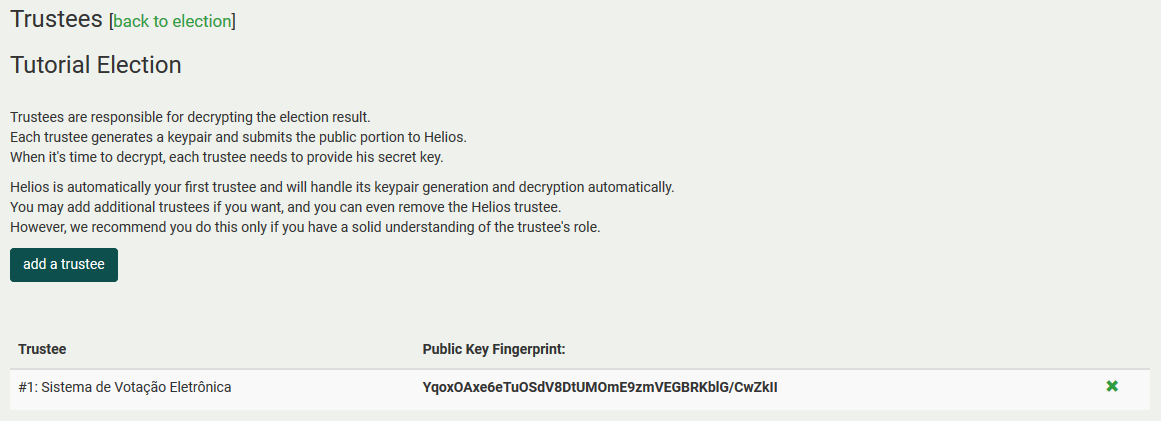 Trustees [back to election]
Tutorial Election
Trustees are responsible for decrypting the election result.
Each trustee generates a keypair and submits the public portion to Helios.
When it's time to decrypt, each trustee needs to provide his secret key.
Helios is automatically your first trustee and will handle its keypair generation and decryption automatically.
You may add additional trustees if you want, and you can even remove the Helios trustee.
However, we recommend you do this only if you have a solid understanding of the trustee's role.
add a trustee
Trustee Public Key Fingerprint:
#1: Sistema de Votação Eletrônica YqoxOAxe6eTuOSdV8DtUMOmE9zmVEGBRKblG/CwZkII